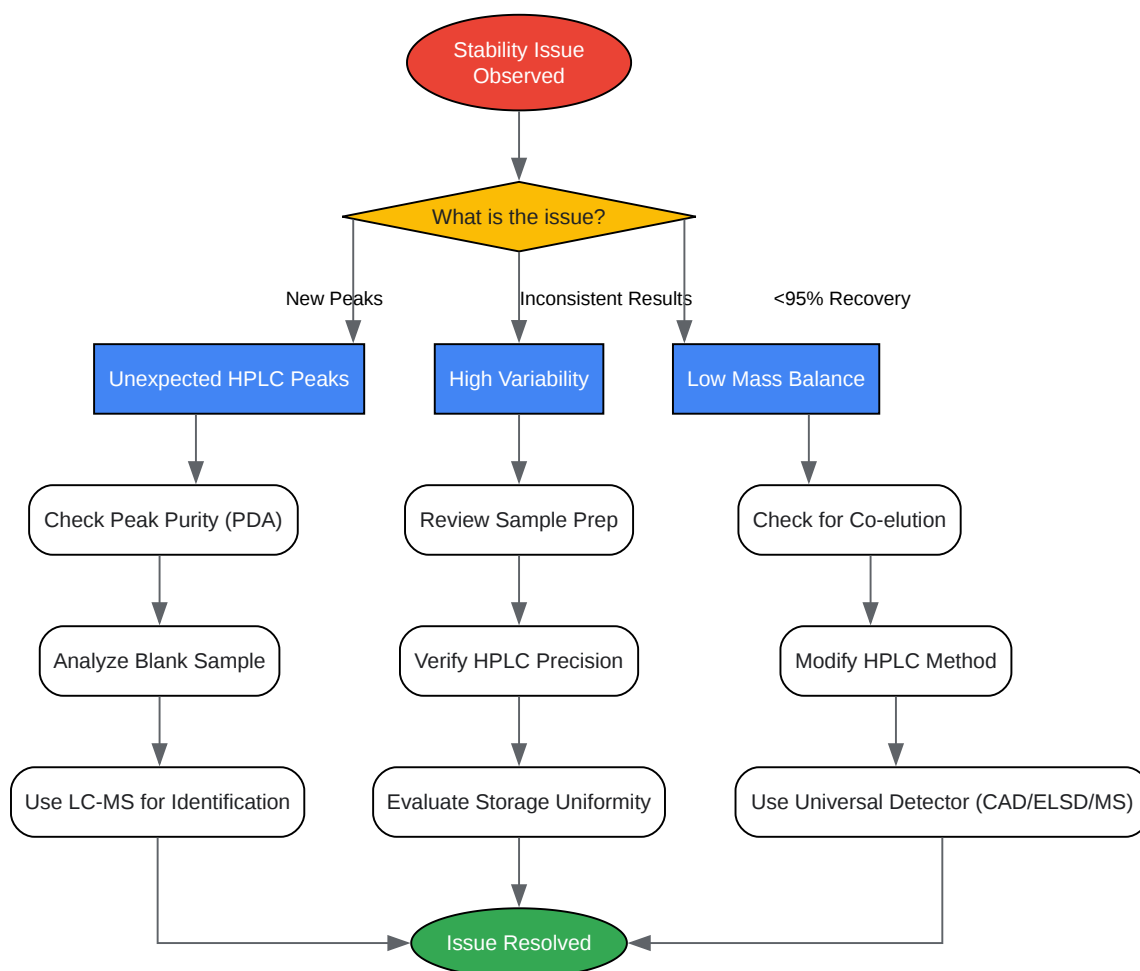 Stability Issue
Observed
What is the issue?
New Peaks
Inconsistent Results
<95% Recovery
Unexpected HPLC Peaks
High Variability
Low Mass Balance
Check Peak Purity (PDA)
Review Sample Prep
Check for Co-elution
Analyze Blank Sample
Verify HPLC Precision
Modify HPLC Method
Use LC-MS for Identification
Evaluate Storage Uniformity
Use Universal Detector (CAD/ELSD/MS)
Issue Resolved